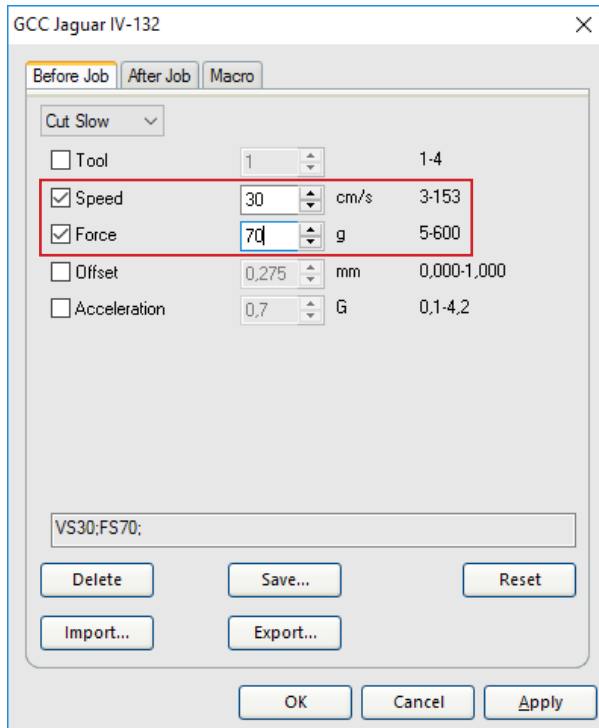 GCC Jaguar IV-132
Before Job After Job Macro
Cut Slow
Tool 1 1-4
Speed 30 cm/s 3-153
Force 70 g 5-600
Offset 0,275 mm 0,000-1,000
Acceleration 0,7 G 0,1-4,2
VS30;FS70;
Delete Save... Reset
Import... Export...
OK Cancel Apply